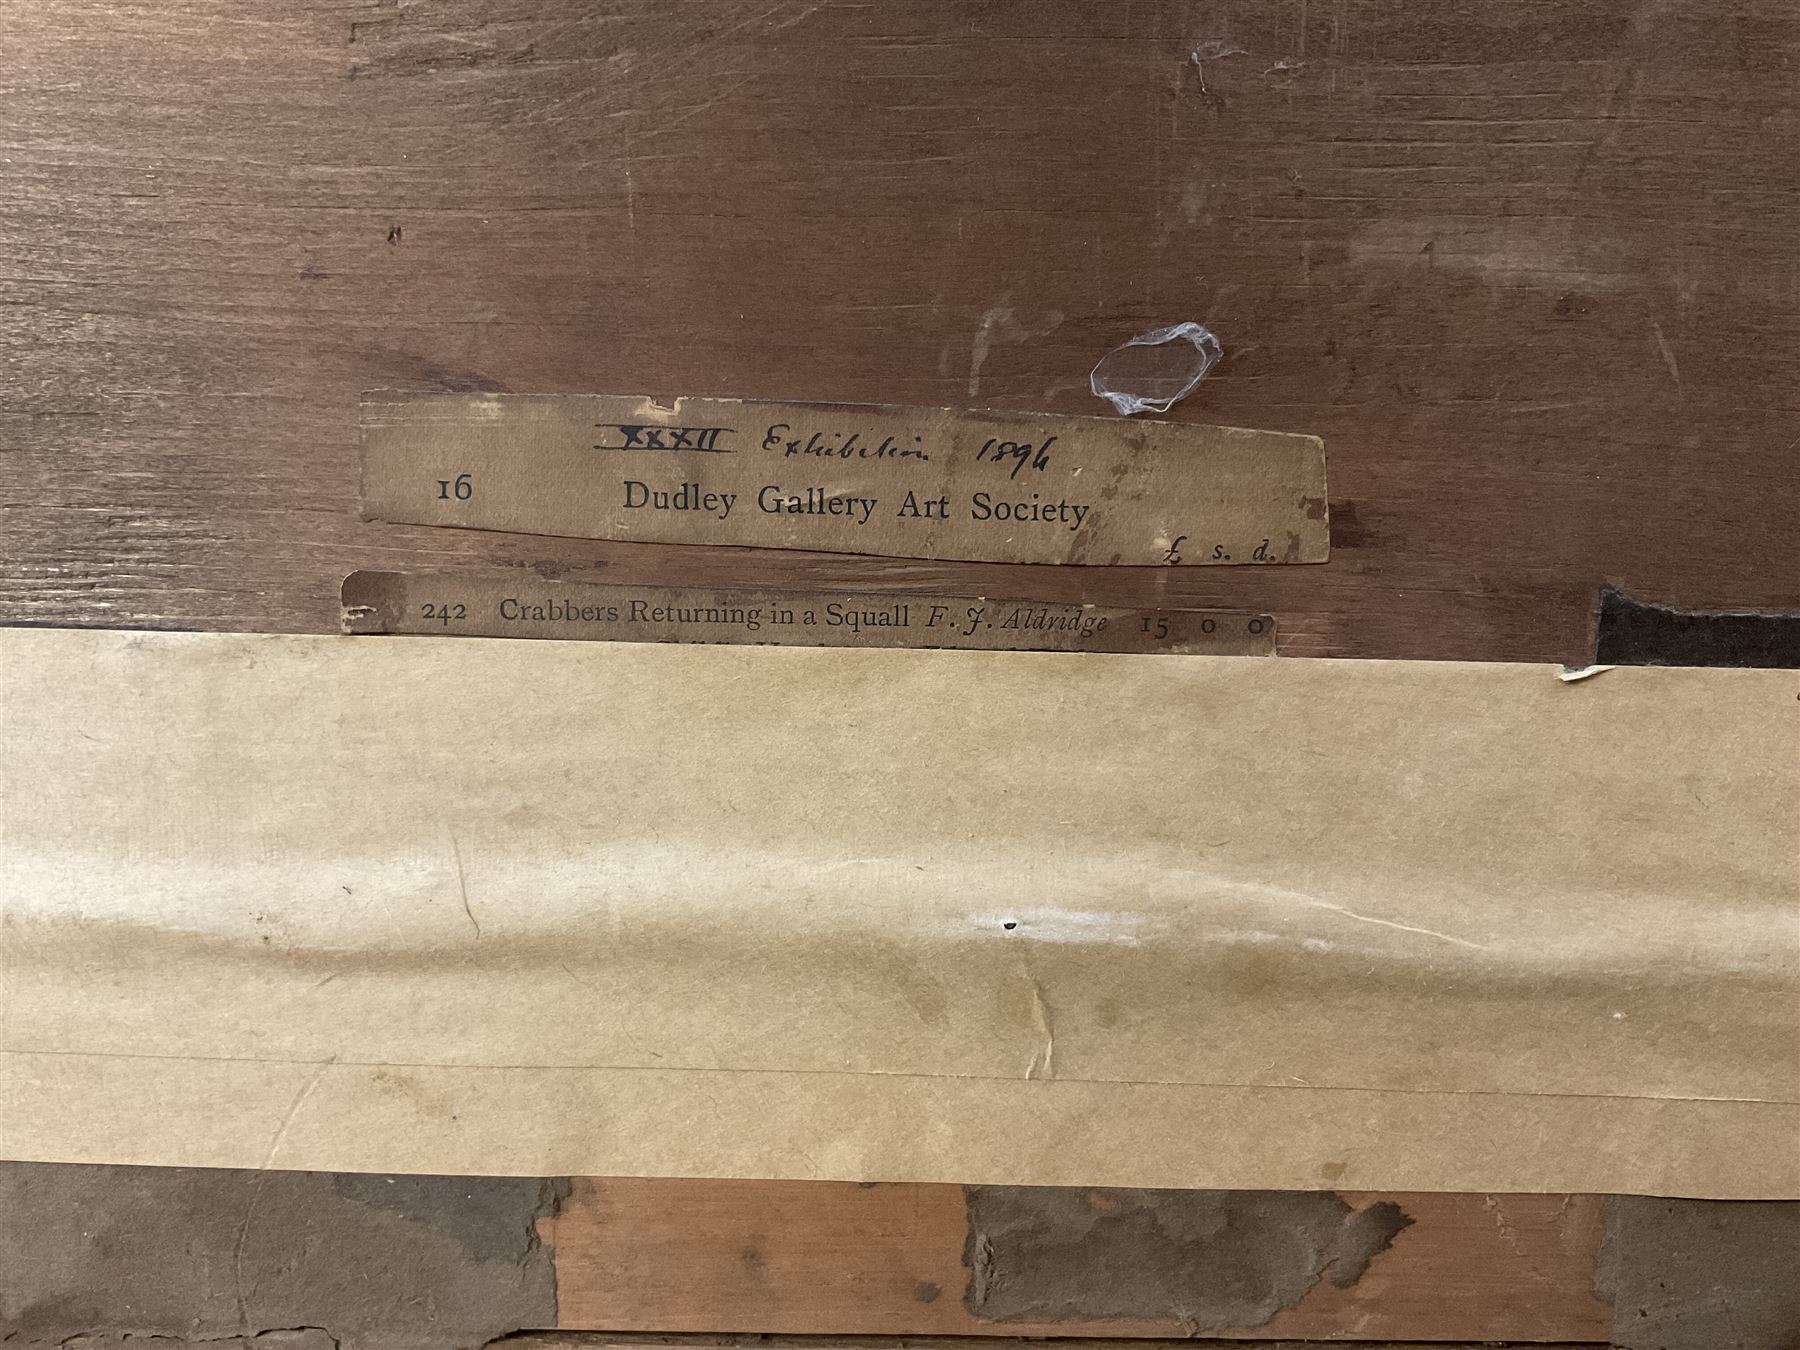 XXXII Exhibition 1894
16 Dudley Gallery Art Society
£ s. d.
242 Crabbers Returning in a Squall F. J. Aldridge 15 0 0